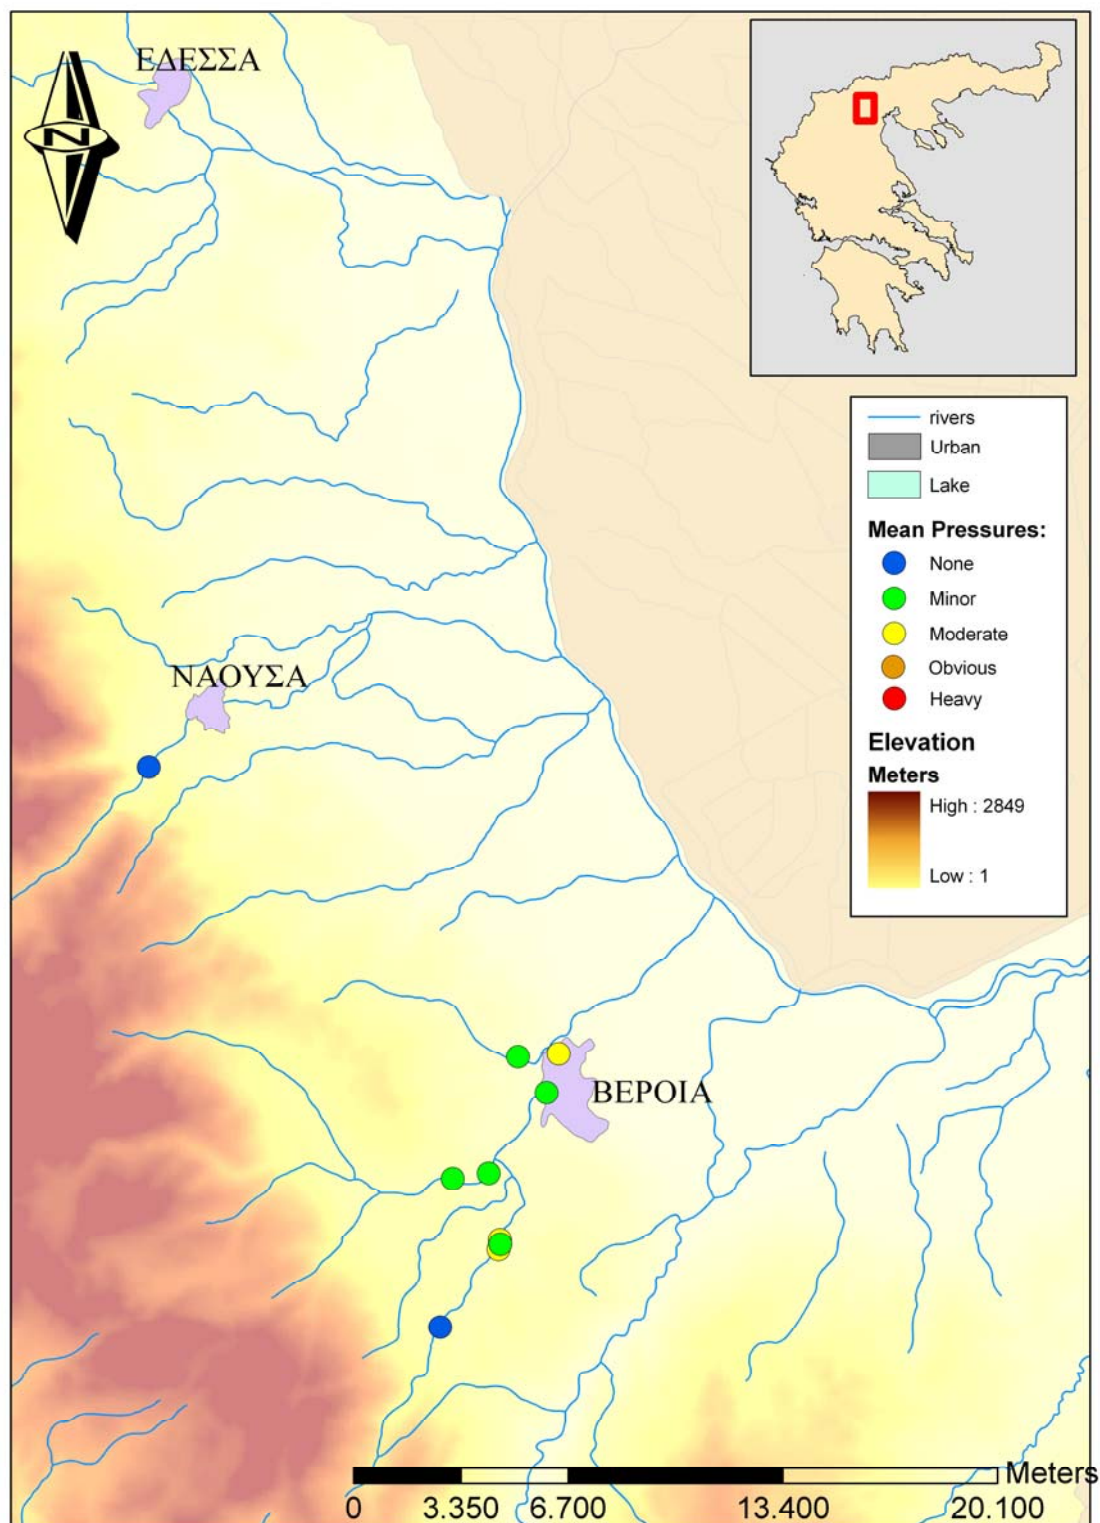 ΕΔΕΣΣΑ
N
rivers
Urban
Lake
Mean Pressures:
None
Minor
Moderate
Obvious
Heavy
Elevation
Meters
High : 2849
Low : 1
ΝΑΟΥΣΑ
ΒΕΡΟΙΑ
Meters
0 3.350 6.700 13.400 20.100